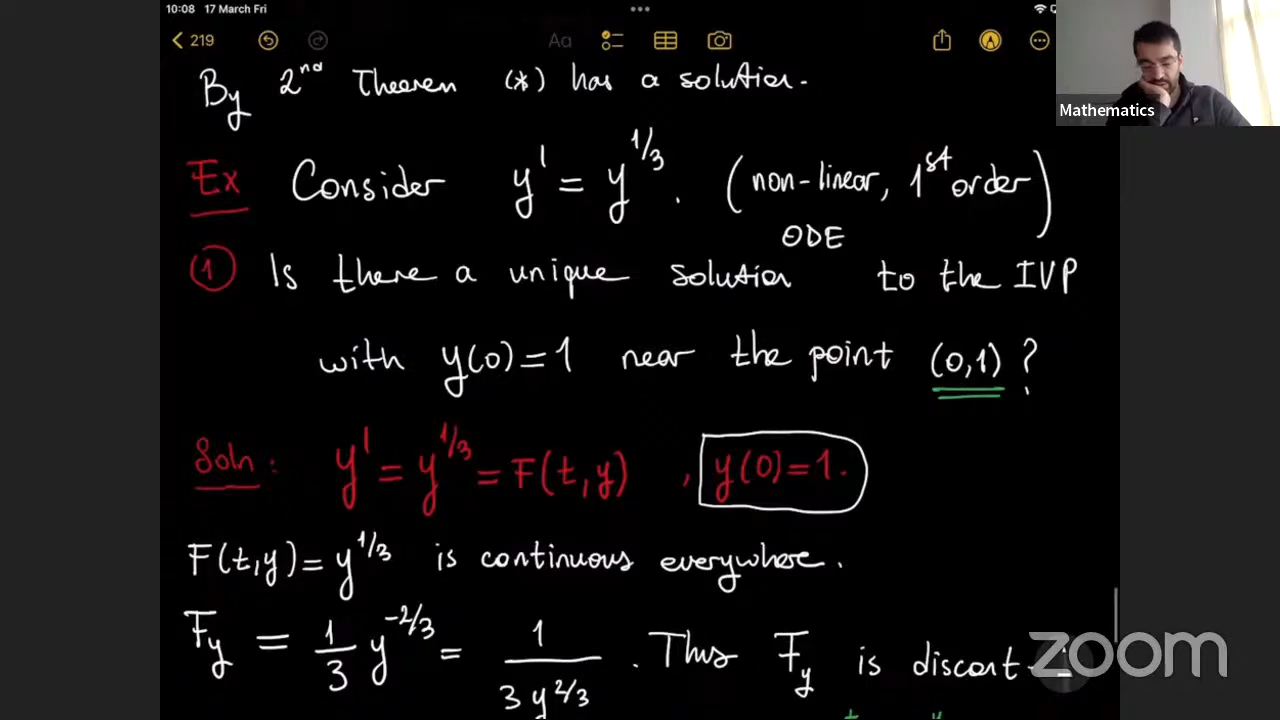 10:08 17 March Fri
219
Aa
Mathematics
By 2nd Theorem (*) has a solution.
Ex Consider y' = y^1/3. (non-linear, 1st order)
ODE
1 Is there a unique solution to the IVP
with y(0)=1 near the point (0,1)?
Soln: y' = y^1/3 = F(t,y), y(0)=1.
F(t,y) = y^1/3 is continuous everywhere.
Fy = 1/3 y^-2/3 = 1/3y^2/3. Thus Fy is discont-
zoom